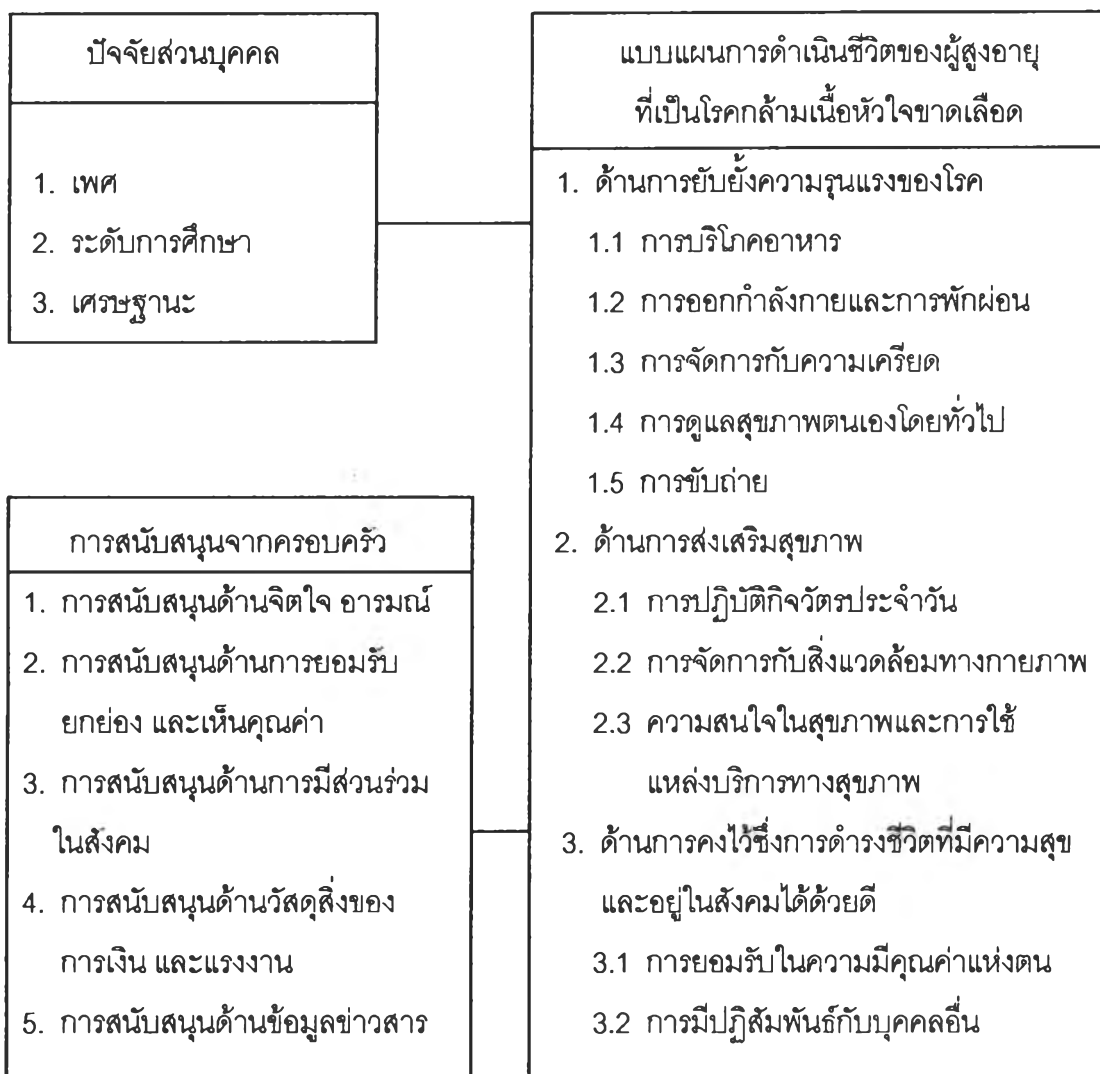 ปัจจัยส่วนบุคคล
1. เพศ
2. ระดับการศึกษา
3. เศรษฐานะ
การสนับสนุนจากครอบครัว
1. การสนับสนุนด้านจิตใจ อารมณ์
2. การสนับสนุนด้านการยอมรับ
ยกย่อง และเห็นคุณค่า
3. การสนับสนุนด้านการมีส่วนร่วม
ในสังคม
4. การสนับสนุนด้านวัสดุสิ่งของ
การเงิน และแรงงาน
5. การสนับสนุนด้านข้อมูลข่าวสาร
แบบแผนการดำเนินชีวิตของผู้สูงอายุ
ที่เป็นโรคกล้ามเนื้อหัวใจขาดเลือด
1. ด้านการยับยั้งความรุนแรงของโรค
1.1 การบริโภคอาหาร
1.2 การออกกำลังกายและการพักผ่อน
1.3 การจัดการกับความเครียด
1.4 การดูแลสุขภาพตนเองโดยทั่วไป
1.5 การขับถ่าย
2. ด้านการส่งเสริมสุขภาพ
2.1 การปฏิบัติกิจวัตรประจำวัน
2.2 การจัดการกับสิ่งแวดล้อมทางกายภาพ
2.3 ความสนใจในสุขภาพและการใช้
แหล่งบริการทางสุขภาพ
3. ด้านการคงไว้ซึ่งการดำรงชีวิตที่มีความสุข
และอยู่ในสังคมได้ด้วยดี
3.1 การยอมรับในความมีคุณค่าแห่งตน
3.2 การมีปฏิสัมพันธ์กับบุคคลอื่น